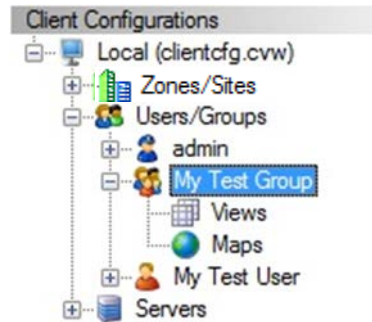 Client Configurations
Local (clientcfg.cvw)
Zones/Sites
Users/Groups
admin
My Test Group
Views
Maps
My Test User
Servers